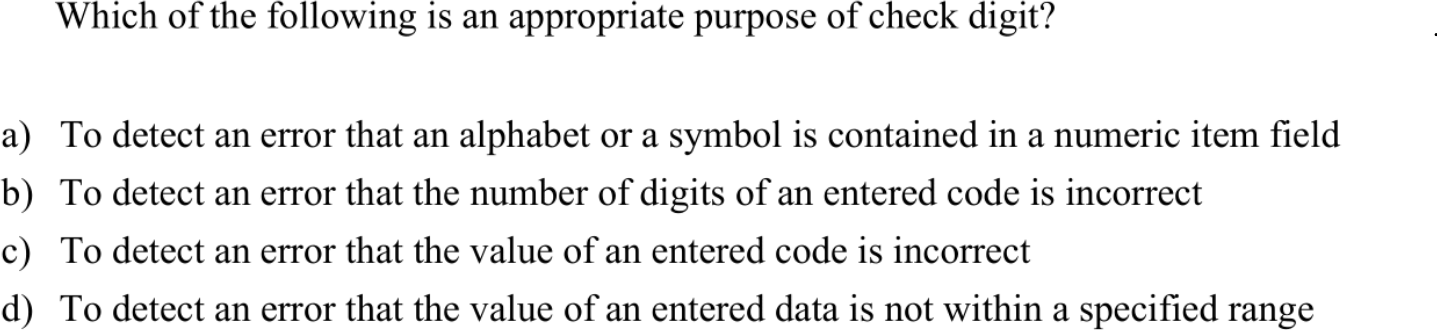 Which of the following is an appropriate purpose of check digit?
a) To detect an error that an alphabet or a symbol is contained in a numeric item field
b) To detect an error that the number of digits of an entered code is incorrect
c) To detect an error that the value of an entered code is incorrect
d) To detect an error that the value of an entered data is not within a specified range